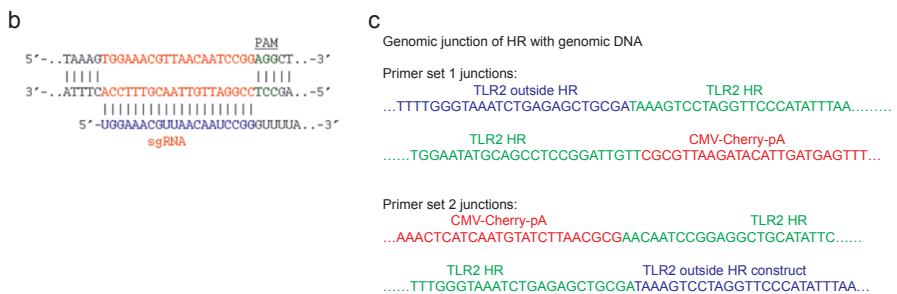 b
PAM
5´-..TAAAGTGGAAACGTTAACAATCCGGAGGCT..-3´
3´-..ATTTCACCTTTGCAATTGTTAGGCCTCCGA..-5´
5´-UGGAAACGUUAACAAUCCGGGUUUUA..-3´
sgRNA
c
Genomic junction of HR with genomic DNA
Primer set 1 junctions:
TLR2 outside HR TLR2 HR
…TTTTGGGTAAATCTGAGAGCTGCGATAAAGTCCTAGGTTCCCATATTTAA………
TLR2 HR CMV-Cherry-pA
……TGGAATATGCAGCCTCCGGATTGTTCGCGTTAAGATACATTGATGAGTTT…
Primer set 2 junctions:
CMV-Cherry-pA TLR2 HR
…AAACTCATCAATGTATCTTAACGCGAACAATCCGGAGGCTGCATATTC……
TLR2 HR TLR2 outside HR construct
……TTTGGGTAAATCTGAGAGCTGCGATAAAGTCCTAGGTTCCCATATTTAA…